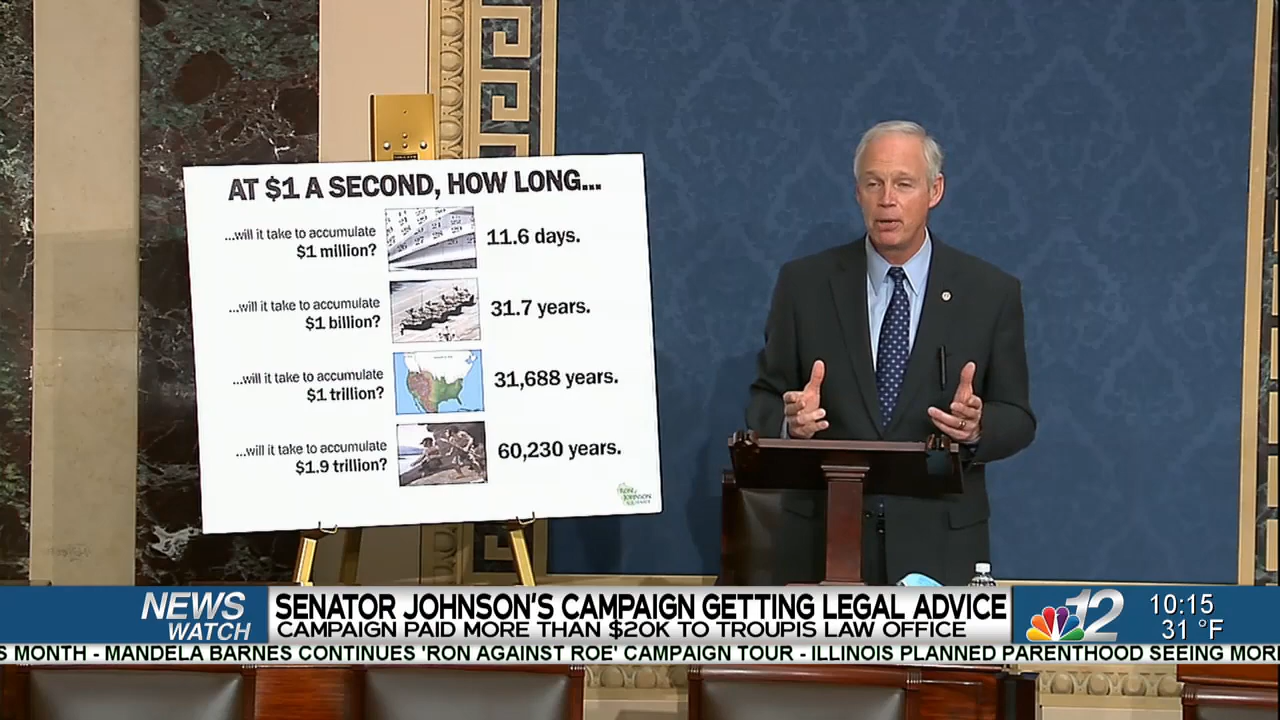 AT $1 A SECOND, HOW LONG...
...will it take to accumulate
$1 million?
11.6 days.
...will it take to accumulate
$1 billion?
31.7 years.
...will it take to accumulate
$1 trillion?
31,688 years.
...will it take to accumulate
$1.9 trillion?
60,230 years.
RON
JOHNSON
NEWS
WATCH
SENATOR JOHNSON'S CAMPAIGN GETTING LEGAL ADVICE
CAMPAIGN PAID MORE THAN $20K TO TROUPIS LAW OFFICE
12
10:15
31 °F
S MONTH - MANDELA BARNES CONTINUES 'RON AGAINST ROE' CAMPAIGN TOUR - ILLINOIS PLANNED PARENTHOOD SEEING MOR